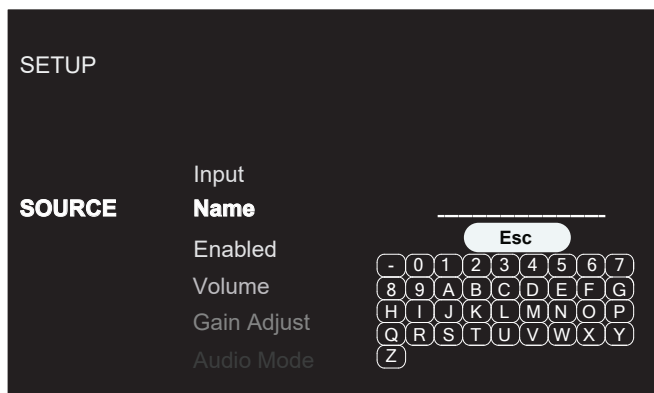 SETUP
Input
SOURCE Name ____________
Enabled
Esc
Volume
Gain Adjust
Audio Mode
- 0 1 2 3 4 5 6 7
8 9 A B C D E F G
H I J K L M N O P
Q R S T U V W X Y
Z